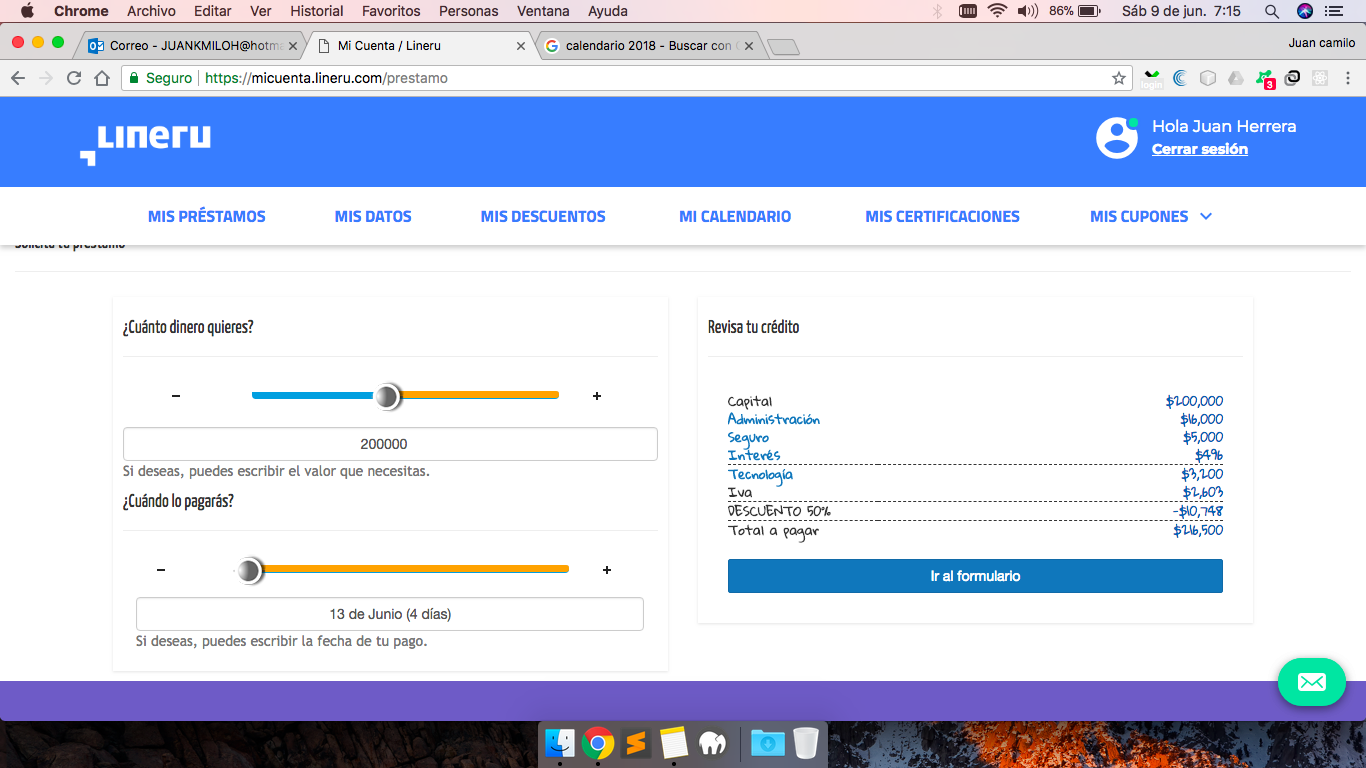 Chrome Archivo Editar Ver Historial Favoritos Personas Ventana Ayuda 86% Sáb 9 de jun. 7:15
Correo - JUANKMILOH@hotma Mi Cuenta / Lineru calendario 2018 - Buscar con Juan camilo
Seguro https://micuenta.lineru.com/prestamo login 3
LINERU
Hola Juan Herrera
Cerrar sesión
MIS PRÉSTAMOS MIS DATOS MIS DESCUENTOS MI CALENDARIO MIS CERTIFICACIONES MIS CUPONES
Solicita tu préstamo
¿Cuánto dinero quieres?
- +
200000
Si deseas, puedes escribir el valor que necesitas.
¿Cuándo lo pagarás?
- +
13 de Junio (4 días)
Si deseas, puedes escribir la fecha de tu pago.
Revisa tu crédito
Capital $200,000
Administración $16,000
Seguro $5,000
Interés $496
Tecnología $3,200
Iva $2,603
DESCUENTO 50% -$10,748
Total a pagar $216,500
Ir al formulario